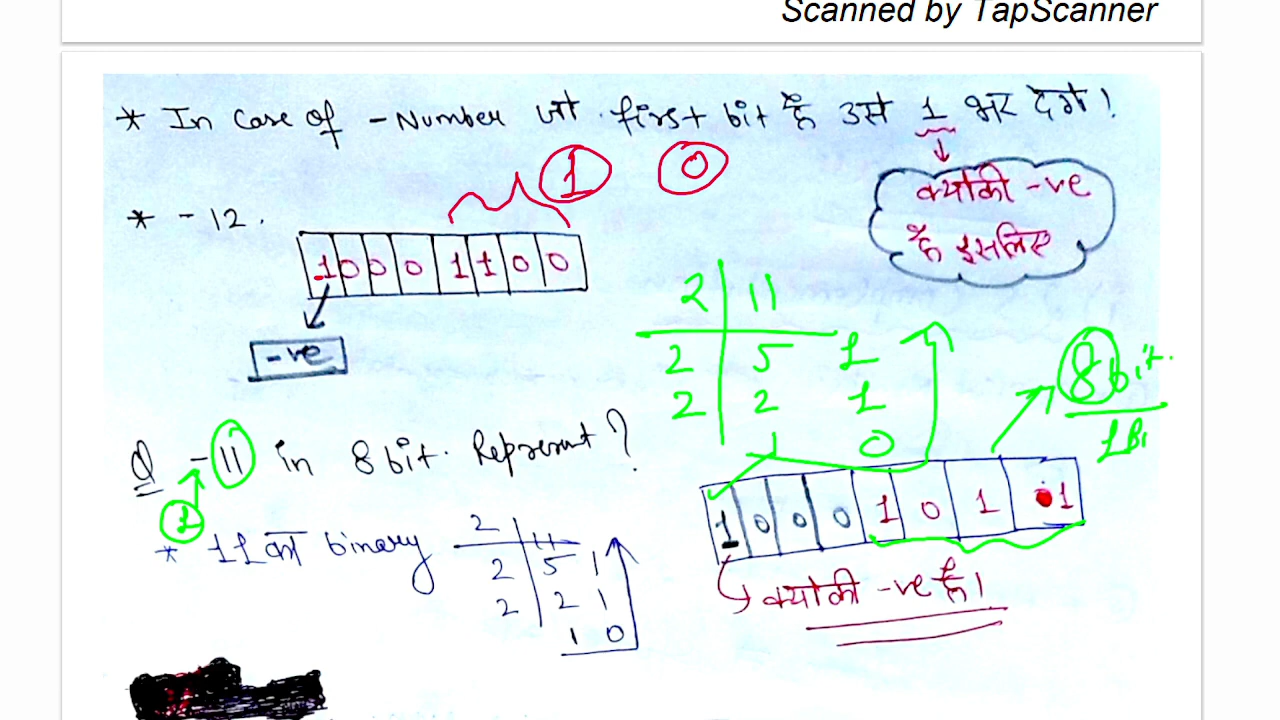 Scanned by TapScanner
* In case of -Number जो first bit है उसे 1 भर देगें!
क्योकी -ve
है इसलिए
1 0
* -12.
1 0 0 0 1 1 0 0
-ve
2 11
2 5 1
2 2 1
1 0
8 bit.
Q -11 in 8 bit. Represent?
1
1 0 0 0 1 0 1 1
* 11 का binary
2 11
2 5 1
2 2 1
1 0
क्योकी -ve है।